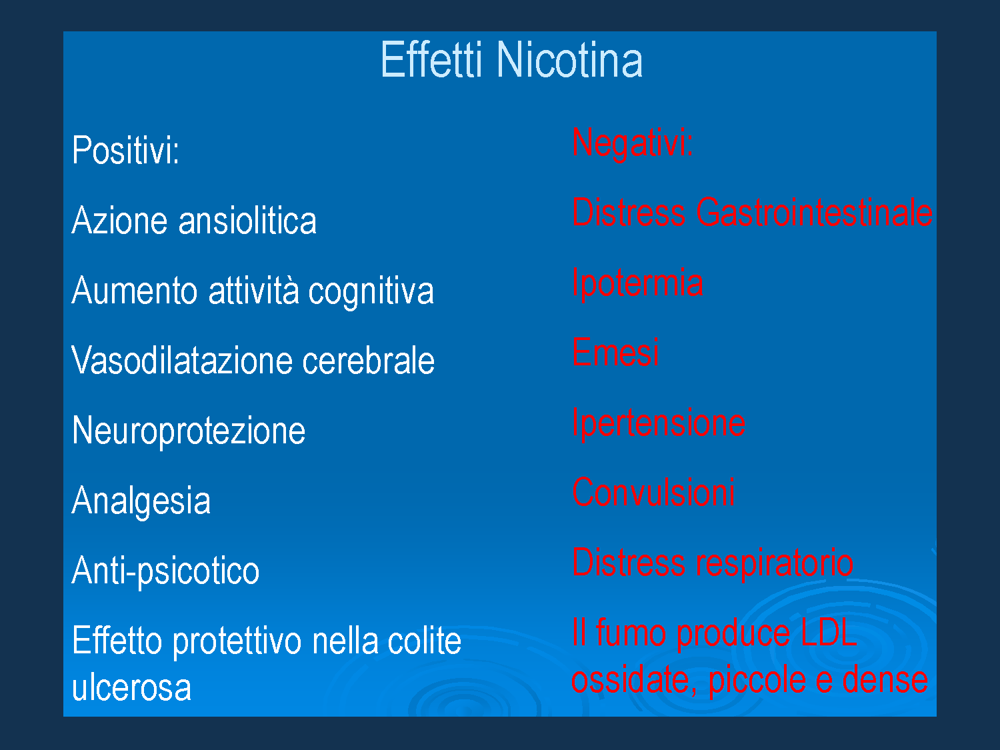 Effetti Nicotina
Positivi:
Azione ansiolitica
Aumento attività cognitiva
Vasodilatazione cerebrale
Neuroprotezione
Analgesia
Anti-psicotico
Effetto protettivo nella colite
ulcerosa
Negativi:
Distress Gastrointestinale
Ipotermia
Emesi
Ipertensione
Convulsioni
Distress respiratorio
Il fumo produce LDL
ossidate, piccole e dense